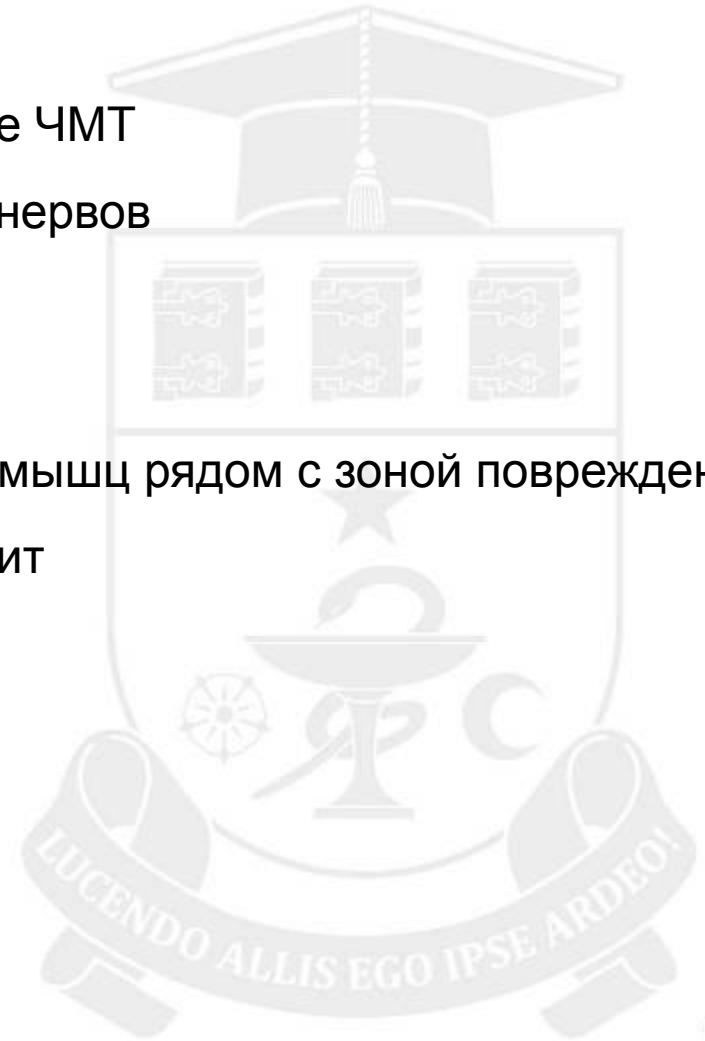 е ЧМТ
нервов
мышц рядом с зоной поврежден
ит
LUCENDO ALLIS EGO IPSE ARDEO!